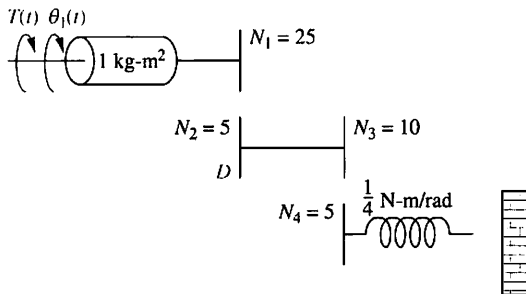 T(t) θ₁(t)
1 kg-m²
N₁ = 25
N₂ = 5
N₃ = 10
D
N₄ = 5
1/4 N-m/rad